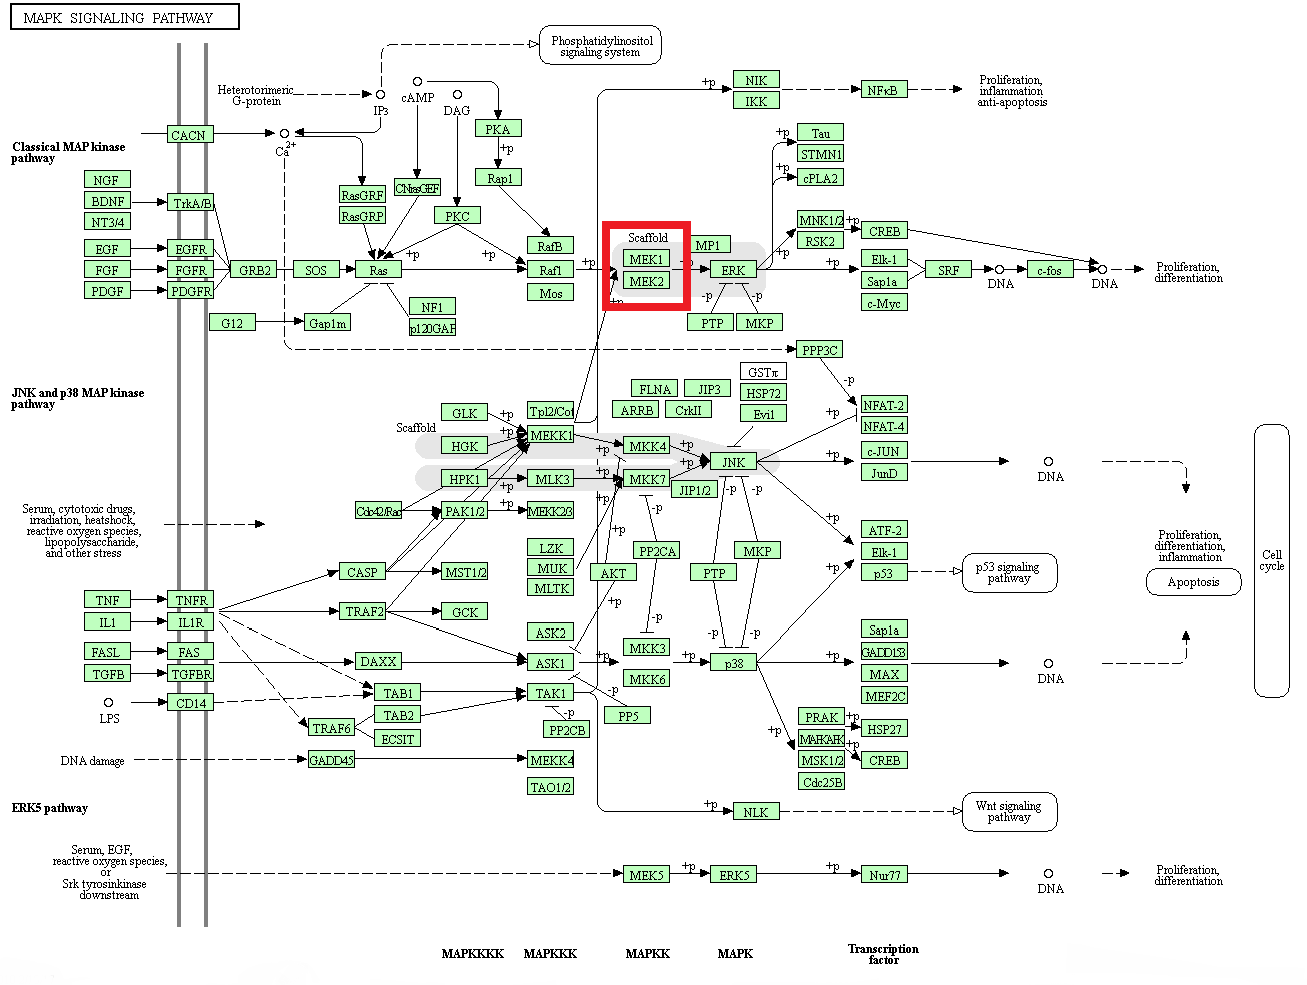 MAPK SIGNALING PATHWAY
Phosphatidylinositol
signaling system
Heterotorimeric
G-protein
IP3
cAMP
DAG
+p
NIK
IKK
NFκB
Proliferation,
inflammation
anti-apoptosis
CACN
Ca2+
PKA
+p
Rap1
+p
Tau
STMN1
+p
cPLA2
Classical MAP kinase
pathway
NGF
BDNF
NT3/4
TrkA/B
RasGRF
RasGRP
CNrasGEF
PKC
EGF
EGFR
FGF
FGFR
PDGF
PDGFR
GRB2
SOS
Ras
+p
+p
RafB
Raf1
Mos
+p
Scaffold
MEK1
MEK2
+p
MP1
ERK
+p
+p
MNK1/2
RSK2
+p
CREB
+p
Elk-1
Sap1a
c-Myc
SRF
DNA
c-fos
DNA
Proliferation,
differentiation
G12
Gap1m
NF1
p120GAP
-p
-p
PTP
MKP
PPP3C
-p
JNK and p38 MAP kinase
pathway
Scaffold
GLK
HGK
HPK1
+p
+p
+p
+p
Tpl2/Cot
MEKK1
MLK3
+p
+p
+p
FLNA
JIP3
ARRB
CrkII
GSTπ
HSP72
Evi1
MKK4
MKK7
+p
+p
JNK
JIP1/2
+p
NFAT-2
NFAT-4
+p
c-JUN
JunD
DNA
Serum, cytotoxic drugs,
irradiation, heatshock,
reactive oxygen species,
lipopolysaccharide,
and other stress
Cdc42/Rac
PAK1/2
+p
MEKK2/3
LZK
MUK
MLTK
+p
-p
-p
-p
PP2CA
AKT
PTP
MKP
+p
ATF-2
Elk-1
p53
p53 signaling
pathway
Proliferation,
differentiation,
inflammation
Apoptosis
Cell
cycle
CASP
MST1/2
TRAF2
GCK
+p
-p
+p
TNF
TNFR
IL1
IL1R
FASL
FAS
TGFB
TGFBR
LPS
CD14
DAXX
ASK2
ASK1
+p
MKK3
MKK6
+p
-p
-p
p38
+p
Sap1a
GADD153
MAX
MEF2C
DNA
TAB1
TAK1
-p
TAB2
-p
PP5
TRAF6
ECSIT
PP2CB
+p
PRAK
+p
HSP27
MAPKAPK
+p
MSK1/2
CREB
Cdc25B
DNA damage
GADD45
MEKK4
TAO1/2
ERK5 pathway
+p
NLK
Wnt signaling
pathway
Serum, EGF,
reactive oxygen species,
or
Srk tyrosinkinase
downstream
MEK5
+p
ERK5
+p
Nur77
DNA
Proliferation,
differentiation
MAPKKKK
MAPKKK
MAPKK
MAPK
Transcription
factor